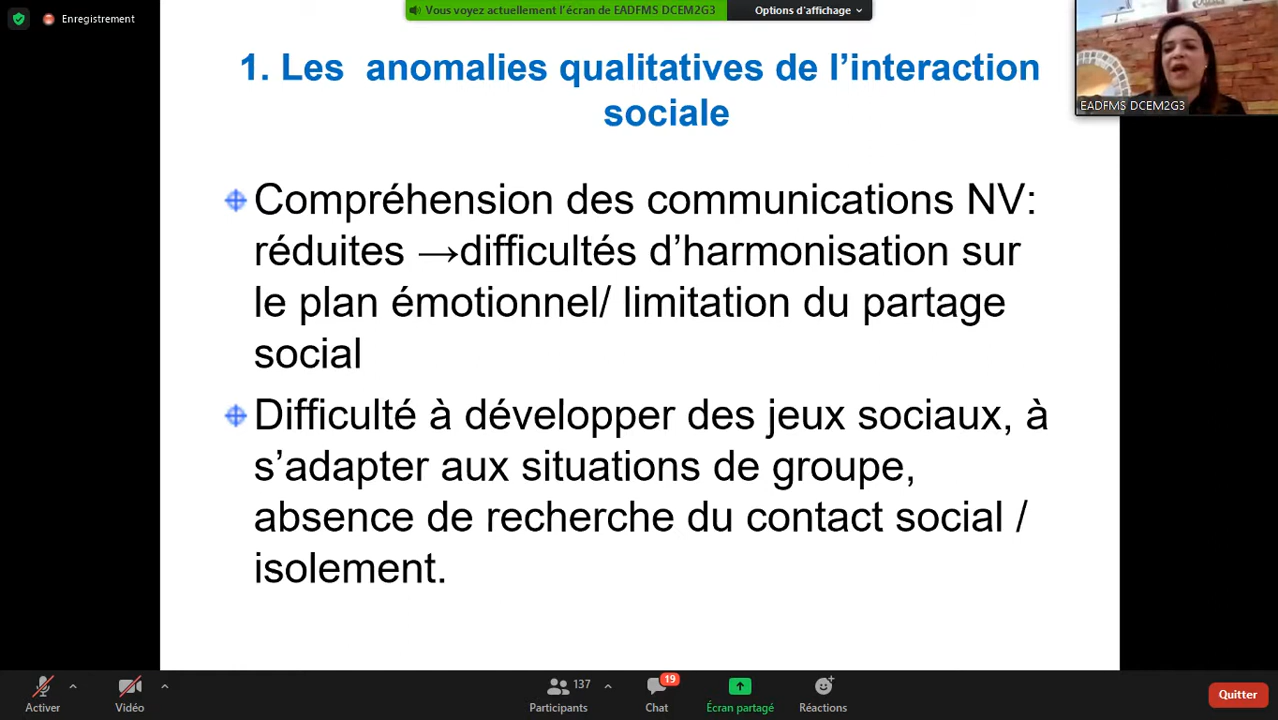 Enregistrement
Vous voyez actuellement l'écran de EADFMS DCEM2G3
Options d'affichage
EADFMS DCEM2G3
1. Les anomalies qualitatives de l’interaction
sociale
Compréhension des communications NV:
réduites →difficultés d’harmonisation sur
le plan émotionnel/ limitation du partage
social
Difficulté à développer des jeux sociaux, à
s’adapter aux situations de groupe,
absence de recherche du contact social /
isolement.
Activer
Vidéo
137
Participants
19
Chat
Écran partagé
Réactions
Quitter